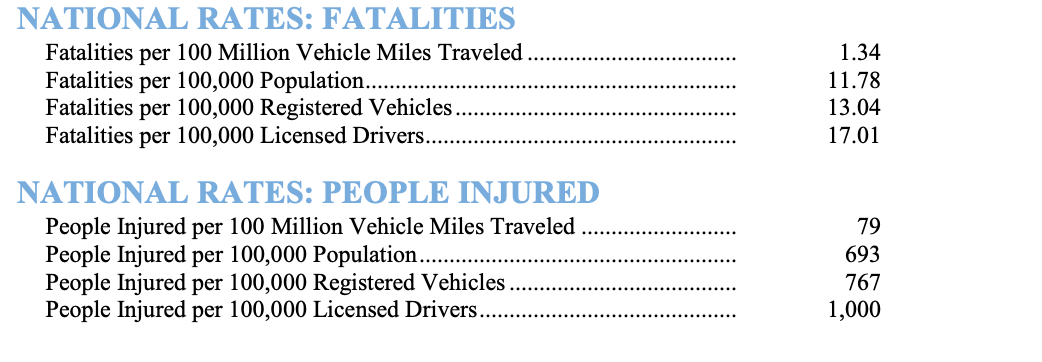 NATIONAL RATES: FATALITIES
Fatalities per 100 Million Vehicle Miles Traveled .................................... 1.34
Fatalities per 100,000 Population................................................................ 11.78
Fatalities per 100,000 Registered Vehicles ................................................ 13.04
Fatalities per 100,000 Licensed Drivers..................................................... 17.01
NATIONAL RATES: PEOPLE INJURED
People Injured per 100 Million Vehicle Miles Traveled ........................... 79
People Injured per 100,000 Population....................................................... 693
People Injured per 100,000 Registered Vehicles ....................................... 767
People Injured per 100,000 Licensed Drivers............................................ 1,000